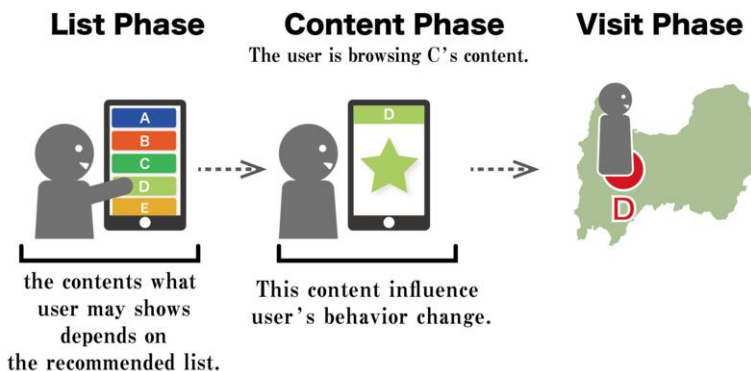 List Phase
Content Phase
Visit Phase
The user is browsing C's content.
A
B
C
D
E
D
D
the contents what
user may shows
depends on
the recommended list.
This content influence
user's behavior change.